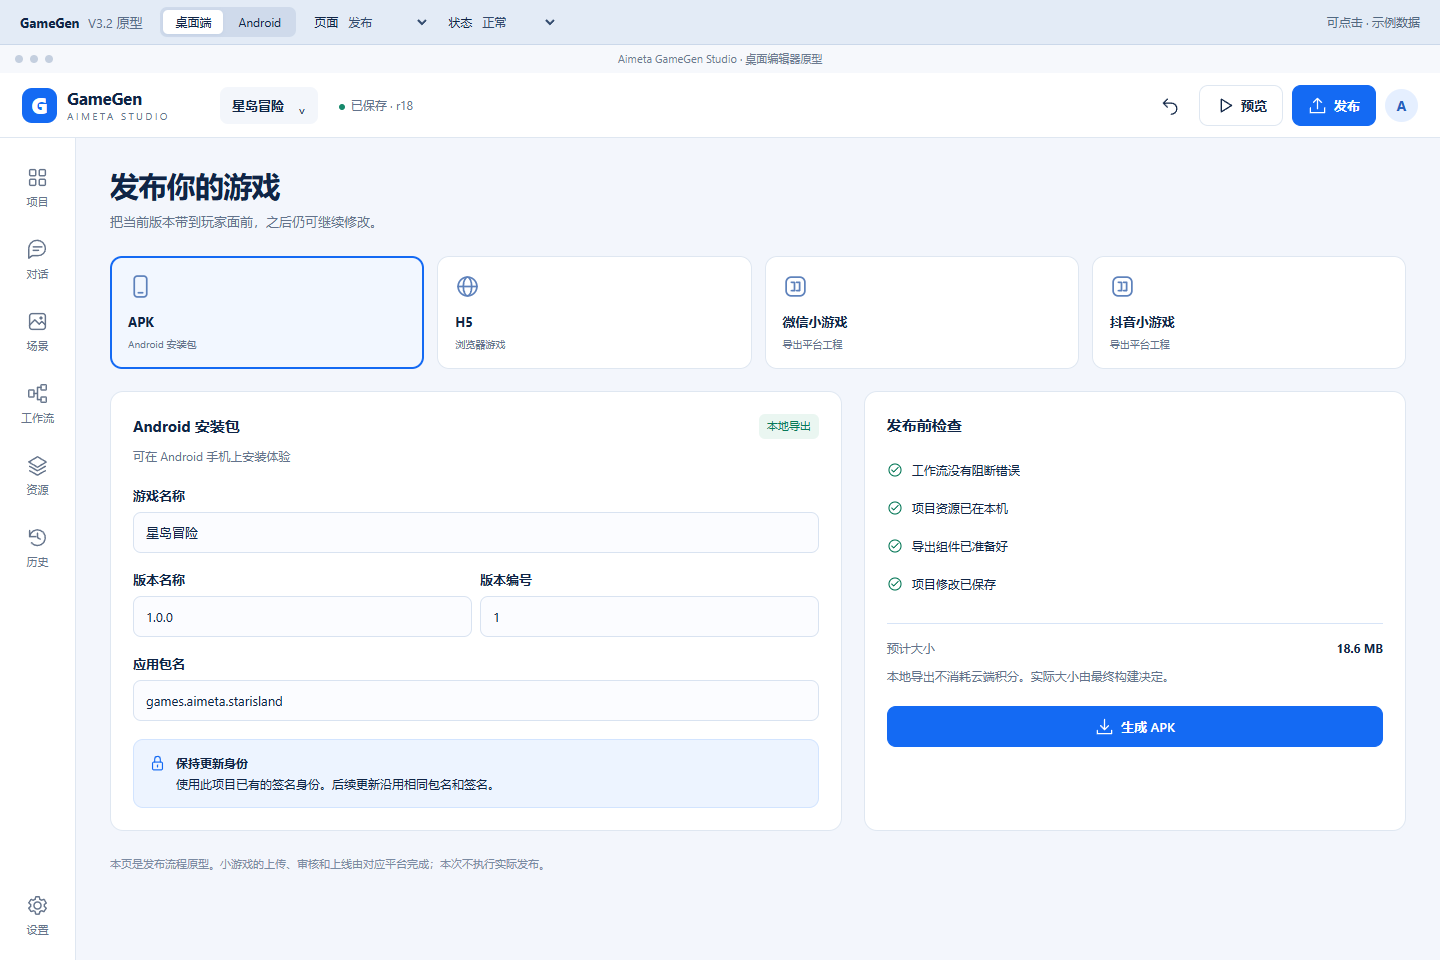 GameGen V3.2 原型 桌面端 Android 页面 发布 状态 正常 可点击 · 示例数据
Aimeta GameGen Studio · 桌面编辑器原型
G GameGen
AIMETA STUDIO
星岛冒险 已保存 · r18 预览 发布 A
项目
对话
场景
工作流
资源
历史
设置
发布你的游戏
把当前版本带到玩家面前，之后仍可继续修改。
APK
Android 安装包
H5
浏览器游戏
微信小游戏
导出平台工程
抖音小游戏
导出平台工程
Android 安装包 本地导出
可在 Android 手机上安装体验
游戏名称
星岛冒险
版本名称 版本编号
1.0.0 1
应用包名
games.aimeta.starisland
保持更新身份
使用此项目已有的签名身份。后续更新沿用相同包名和签名。
发布前检查
工作流没有阻断错误
项目资源已在本机
导出组件已准备好
项目修改已保存
预计大小 18.6 MB
本地导出不消耗云端积分。实际大小由最终构建决定。
生成 APK
本页是发布流程原型。小游戏的上传、审核和上线由对应平台完成；本次不执行实际发布。